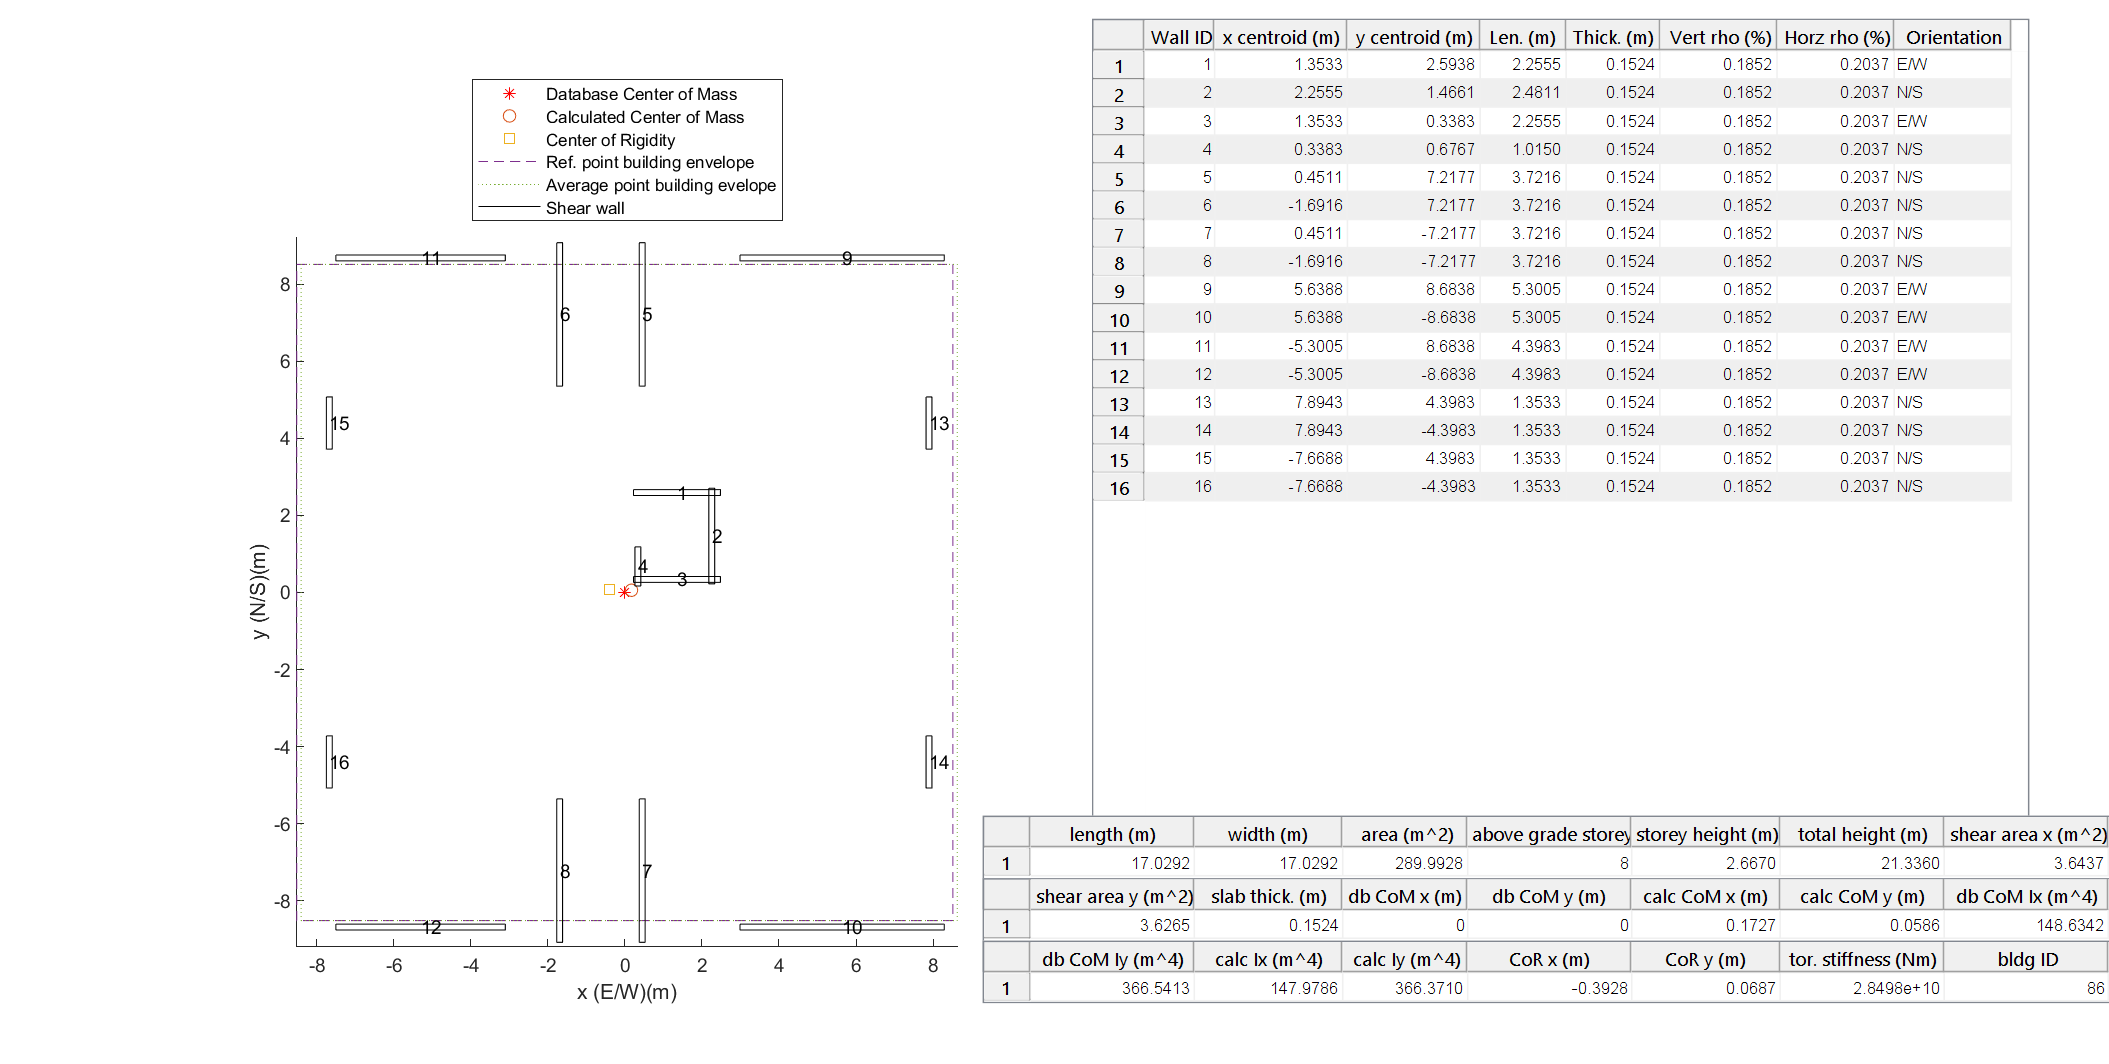 Database Center of Mass
Calculated Center of Mass
Center of Rigidity
Ref. point building envelope
Average point building evelope
Shear wall
11
9
6
5
15
13
1
2
4
3
16
14
8
7
12
10
8
6
4
2
0
-2
-4
-6
-8
y (N/S)(m)
-8 -6 -4 -2 0 2 4 6 8
x (E/W)(m)
Wall ID x centroid (m) y centroid (m) Len. (m) Thick. (m) Vert rho (%) Horz rho (%) Orientation
1 1 1.3533 2.5938 2.2555 0.1524 0.1852 0.2037 E/W
2 2 2.2555 1.4661 2.4811 0.1524 0.1852 0.2037 N/S
3 3 1.3533 0.3383 2.2555 0.1524 0.1852 0.2037 E/W
4 4 0.3383 0.6767 1.0150 0.1524 0.1852 0.2037 N/S
5 5 0.4511 7.2177 3.7216 0.1524 0.1852 0.2037 N/S
6 6 -1.6916 7.2177 3.7216 0.1524 0.1852 0.2037 N/S
7 7 0.4511 -7.2177 3.7216 0.1524 0.1852 0.2037 N/S
8 8 -1.6916 -7.2177 3.7216 0.1524 0.1852 0.2037 N/S
9 9 5.6388 8.6838 5.3005 0.1524 0.1852 0.2037 E/W
10 10 5.6388 -8.6838 5.3005 0.1524 0.1852 0.2037 E/W
11 11 -5.3005 8.6838 4.3983 0.1524 0.1852 0.2037 E/W
12 12 -5.3005 -8.6838 4.3983 0.1524 0.1852 0.2037 E/W
13 13 7.8943 4.3983 1.3533 0.1524 0.1852 0.2037 N/S
14 14 7.8943 -4.3983 1.3533 0.1524 0.1852 0.2037 N/S
15 15 -7.6688 4.3983 1.3533 0.1524 0.1852 0.2037 N/S
16 16 -7.6688 -4.3983 1.3533 0.1524 0.1852 0.2037 N/S
length (m) width (m) area (m^2) above grade storey storey height (m) total height (m) shear area x (m^2)
1 17.0292 17.0292 289.9928 8 2.6670 21.3360 3.6437
shear area y (m^2) slab thick. (m) db CoM x (m) db CoM y (m) calc CoM x (m) calc CoM y (m) db CoM Ix (m^4)
1 3.6265 0.1524 0 0 0.1727 0.0586 148.6342
db CoM Iy (m^4) calc Ix (m^4) calc Iy (m^4) CoR x (m) CoR y (m) tor. stiffness (Nm) bldg ID
1 366.5413 147.9786 366.3710 -0.3928 0.0687 2.8498e+10 86